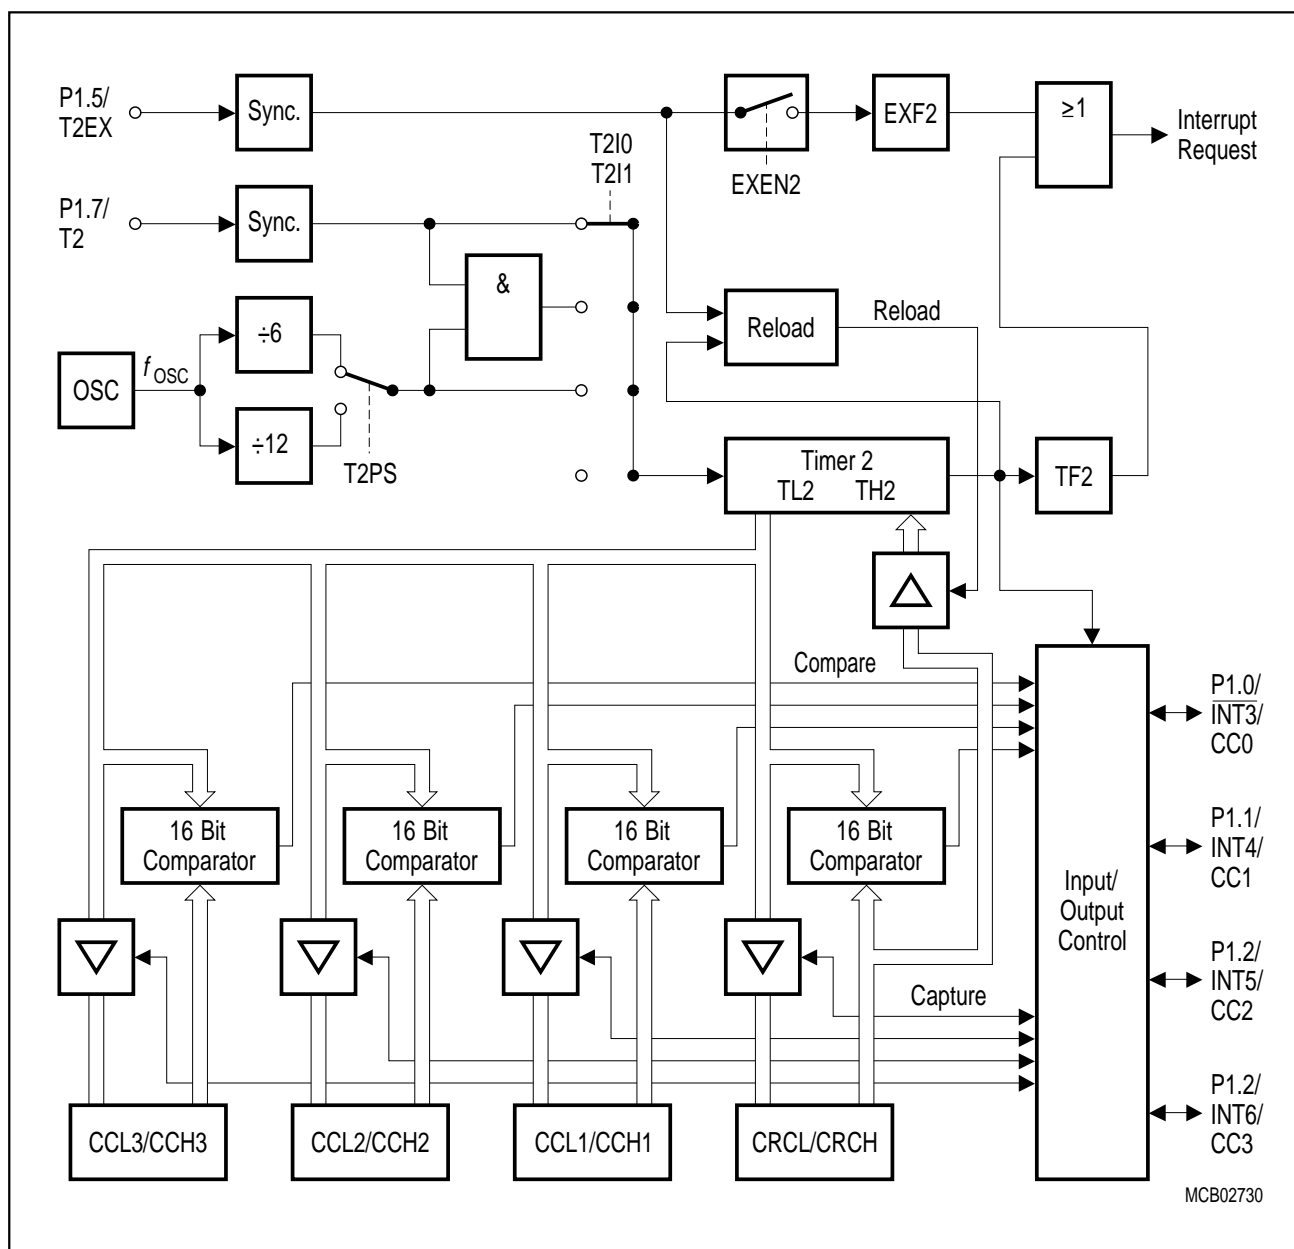 P1.5/
T2EX
Sync.
EXEN2
EXF2
≥1
Interrupt
Request
T2I0
T2I1
P1.7/
T2
Sync.
&
÷6
OSC
f OSC
÷12
T2PS
Reload
Reload
Timer 2
TL2 TH2
TF2
Compare
16 Bit
Comparator
16 Bit
Comparator
16 Bit
Comparator
16 Bit
Comparator
Capture
CCL3/CCH3
CCL2/CCH2
CCL1/CCH1
CRCL/CRCH
Input/
Output
Control
P1.0/
INT3/
CC0
P1.1/
INT4/
CC1
P1.2/
INT5/
CC2
P1.2/
INT6/
CC3
MCB02730